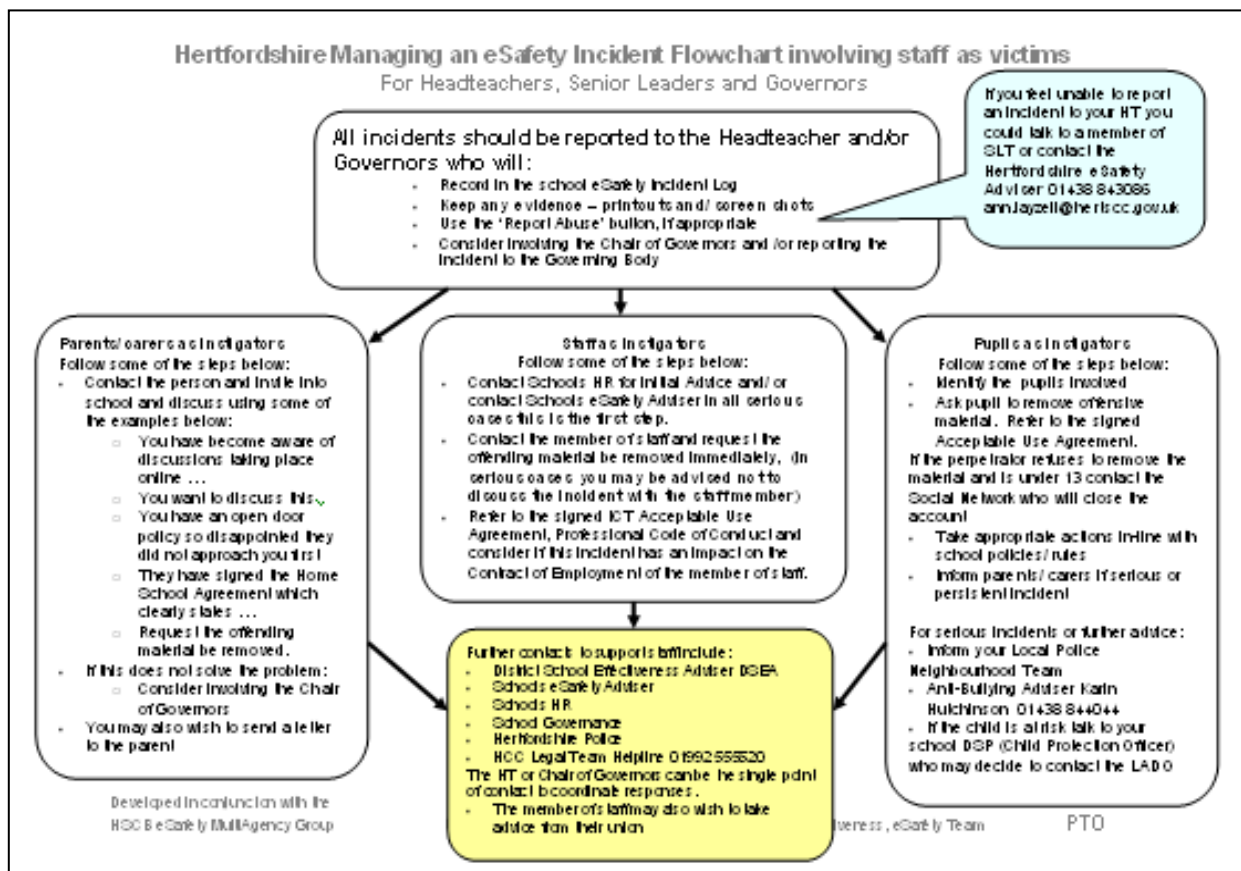 Hertfordshire Managing an eSafety Incident Flowchart involving staff as victims
For Headteachers, Senior Leaders and Governors
If you feel unable to report
an incident to your HT you
could talk to a member of
SLT or contact the
Hertfordshire eSafety
Adviser 01438 843086
ann.layzell@hertscc.gov.uk
All incidents should be reported to the Headteacher and/or
Governors who will:
- Record in the school eSafety Incident Log
- Keep any evidence – printouts and/ screen shots
- Use the ‘Report Abuse’ button, if appropriate
- Consider involving the Chair of Governors and /or reporting the
incident to the Governing Body
Parents/carers as instigators
Follow some of the steps below:
- Contact the person and invite into
school and discuss using some of
the examples below:
You have become aware of
discussions taking place
online …
You want to discuss this
You have an open door
policy so disappointed they
did not approach you first
They have signed the Home
School Agreement which
clearly states …
Request the offending
material be removed.
- If this does not solve the problem:
Consider involving the Chair
of Governors
- You may also wish to send a letter
to the parent
Staff as instigators
Follow some of the steps below:
- Contact Schools HR for initial Advice and/ or
contact Schools eSafety Adviser in all serious
cases this is the first step.
- Contact the member of staff and request the
offending material be removed immediately, (in
serious cases you may be advised not to
discuss the incident with the staff member)
- Refer to the signed ICT Acceptable Use
Agreement, Professional Code of Conduct and
consider if this incident has an impact on the
Contract of Employment of the member of staff.
Pupils as instigators
Follow some of the steps below:
- Identify the pupils involved
- Ask pupil to remove offensive
material. Refer to the signed
Acceptable Use Agreement.
If the perpetrator refuses to remove the
material and is under 13 contact the
Social Network who will close the
account
- Take appropriate actions in-line with
school policies/ rules
- Inform parents/ carers if serious or
persistent incident
For serious incidents or further advice:
- Inform your Local Police
Neighbourhood Team
- Anti-Bullying Adviser Karin
Hutchinson 01438 844044
- If the child is at risk talk to your
school DSP (Child Protection Officer)
who may decide to contact the LADO
Further contacts to support staff include:
- District School Effectiveness Adviser DSEA
- Schools eSafety Adviser
- Schools HR
- School Governance
- Hertfordshire Police
- HCC Legal Team Helpline 01992 555520
The HT or Chair of Governors can be the single point
of contact to coordinate responses.
- The member of staff may also wish to take
advice from their union
Developed in conjunction with the
HSCB eSafety MultiAgency Group
iveness, eSafety Team
PTO